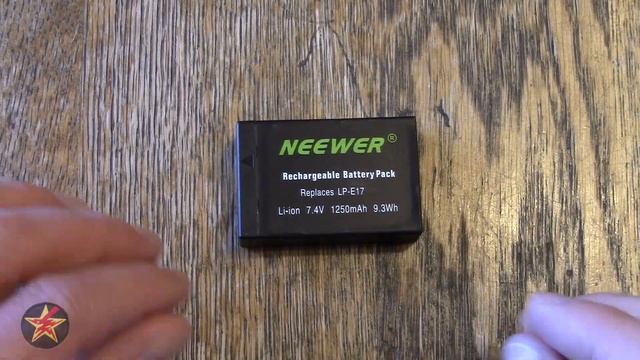 NEEWER®
Rechargeable Battery Pack
Replaces LP-E17
Li-ion 7.4V 1250mAh 9.3Wh